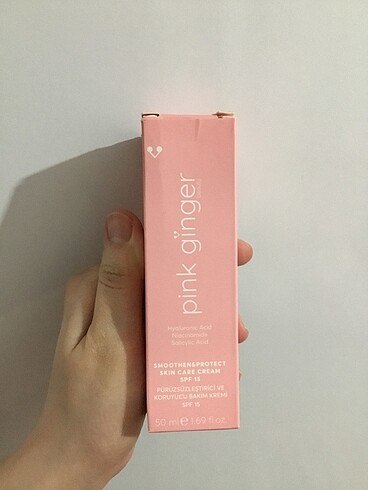 pink ginger
Hyaluronic Acid
Niacinamide
Salicylic Acid
SMOOTHEN&PROTECT
SKIN CARE CREAM
SPF 15
PÜRÜZSÜZLEŞTİRİCİ VE
KORUYUCU BAKIM KREMİ
SPF 15
50 ml e 1.69 fl oz